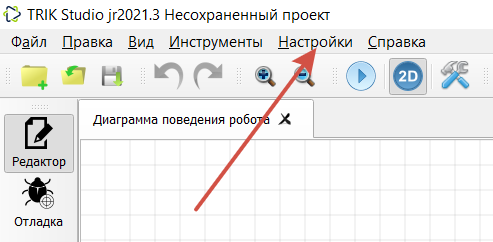 TRIK Studio jr2021.3 Несохраненный проект
Файл Правка Вид Инструменты Настройки Справка
2D
Диаграмма поведения робота
Редактор
Отладка